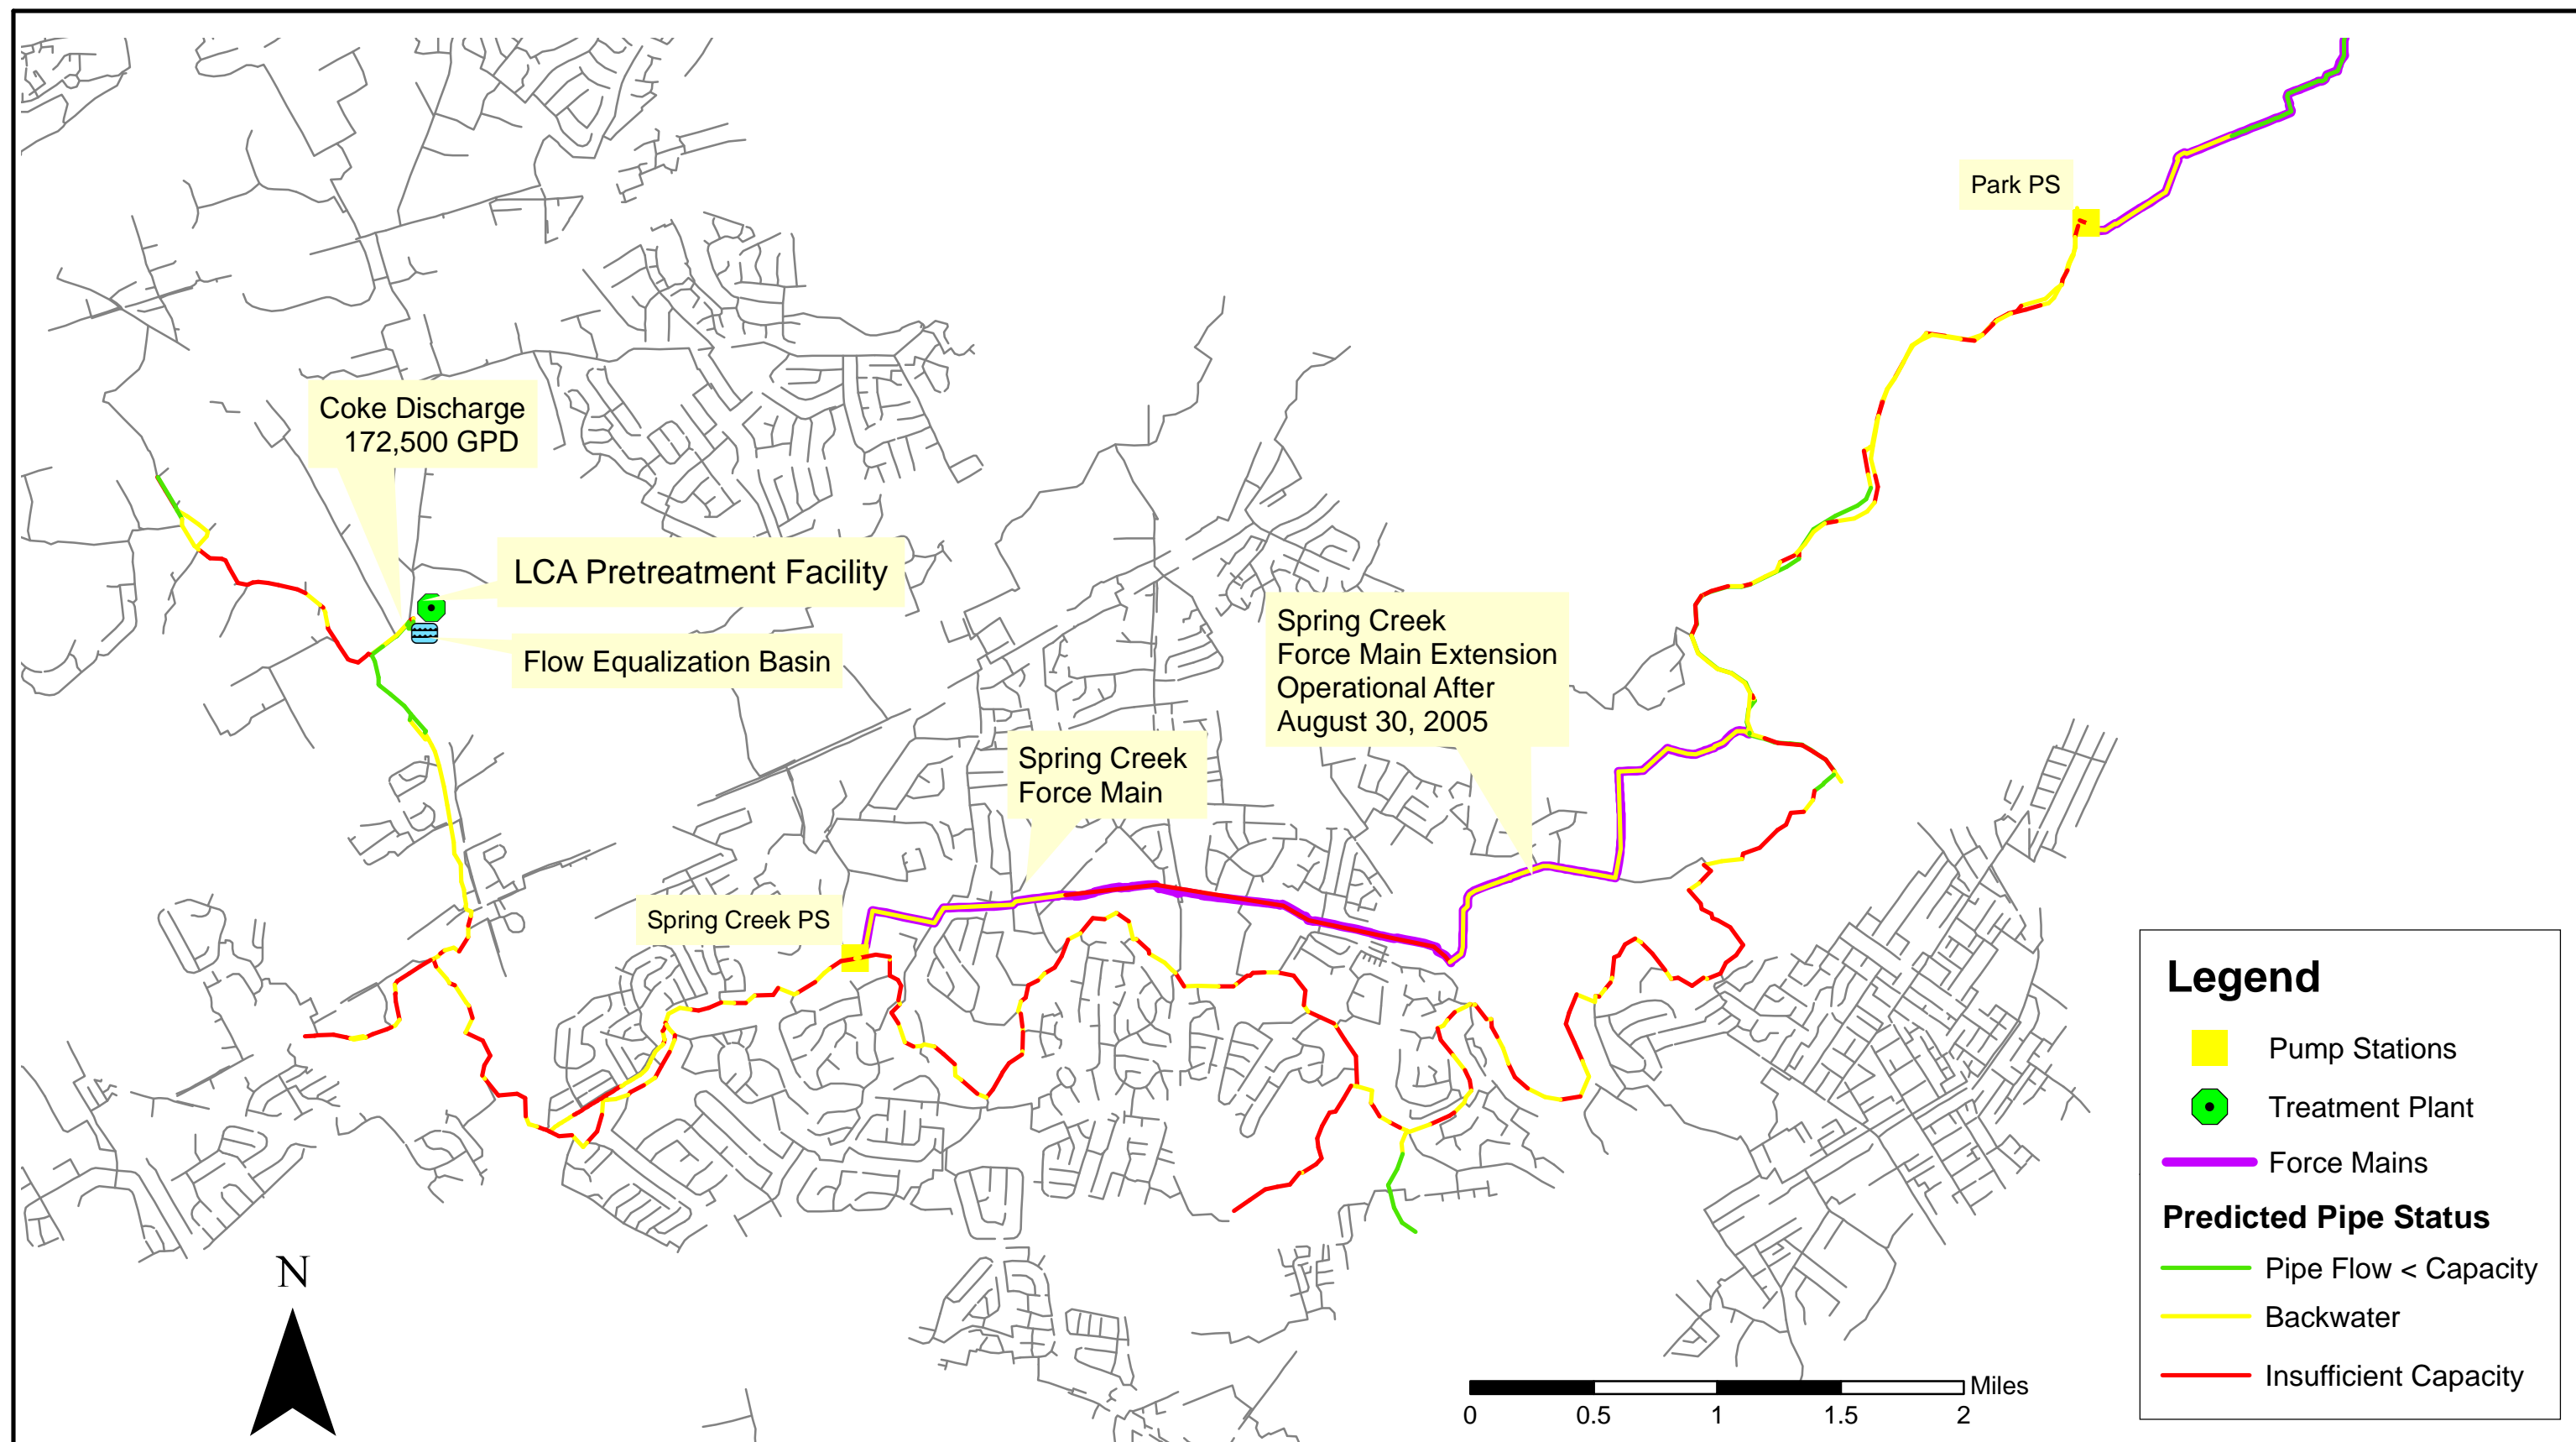 Park PS
Coke Discharge
172,500 GPD
LCA Pretreatment Facility
Flow Equalization Basin
Spring Creek
Force Main Extension
Operational After
August 30, 2005
Spring Creek
Force Main
Spring Creek PS
N
Legend
Pump Stations
Treatment Plant
Force Mains
Predicted Pipe Status
Pipe Flow < Capacity
Backwater
Insufficient Capacity
Miles
0 0.5 1 1.5 2